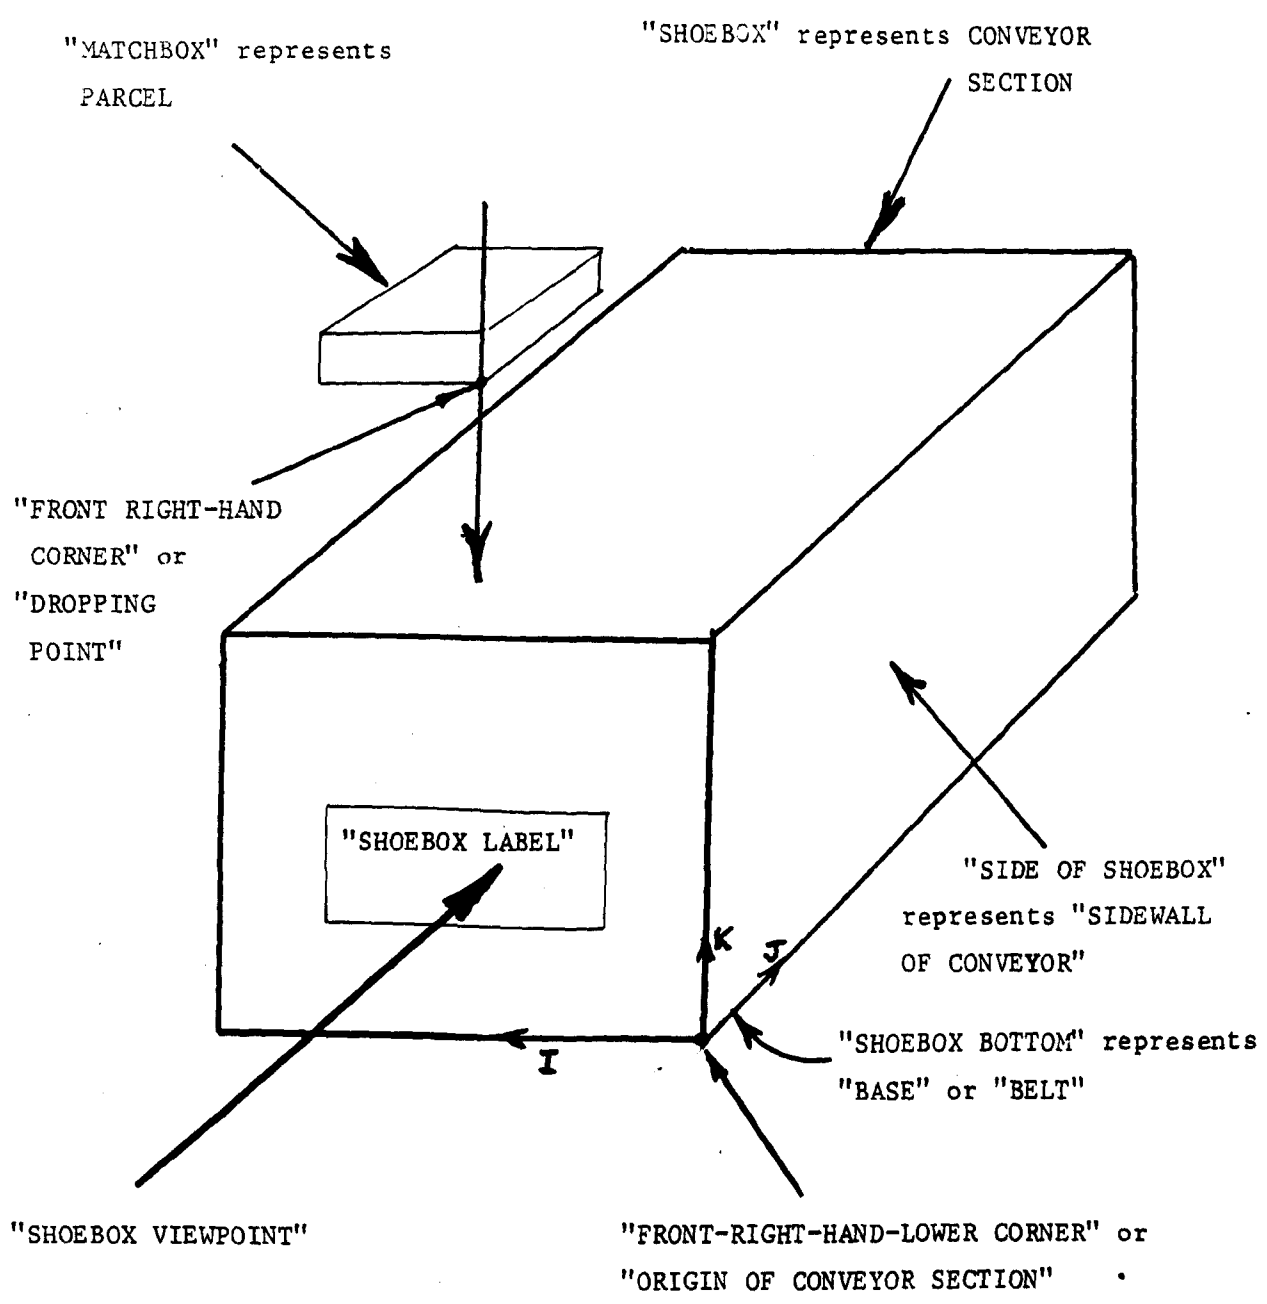 "MATCHBOX" represents
PARCEL
"SHOEBOX" represents CONVEYOR
SECTION
"FRONT RIGHT-HAND
CORNER" or
"DROPPING
POINT"
"SHOEBOX LABEL"
K
J
I
"SIDE OF SHOEBOX"
represents "SIDEWALL
OF CONVEYOR"
"SHOEBOX BOTTOM" represents
"BASE" or "BELT"
"SHOEBOX VIEWPOINT"
"FRONT-RIGHT-HAND-LOWER CORNER" or
"ORIGIN OF CONVEYOR SECTION"